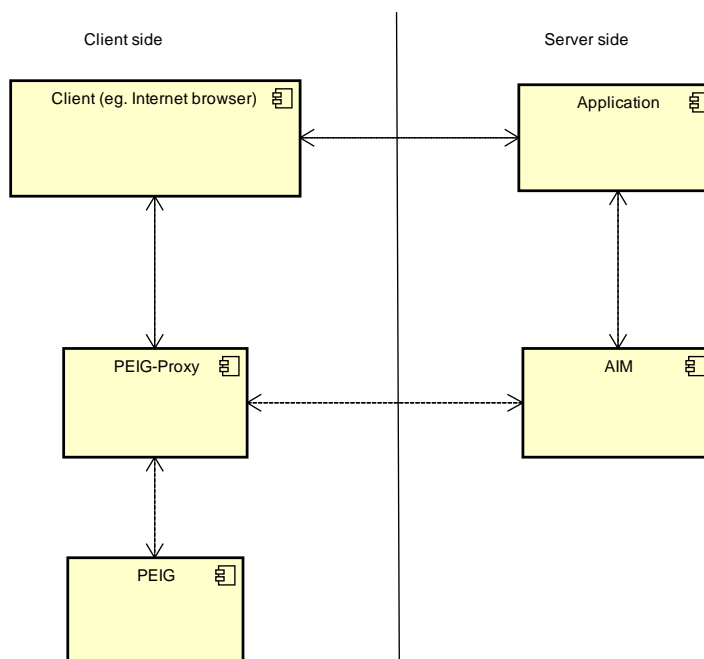 Client side
Server side
Client (eg. Internet browser)
Application
PEIG-Proxy
AIM
PEIG